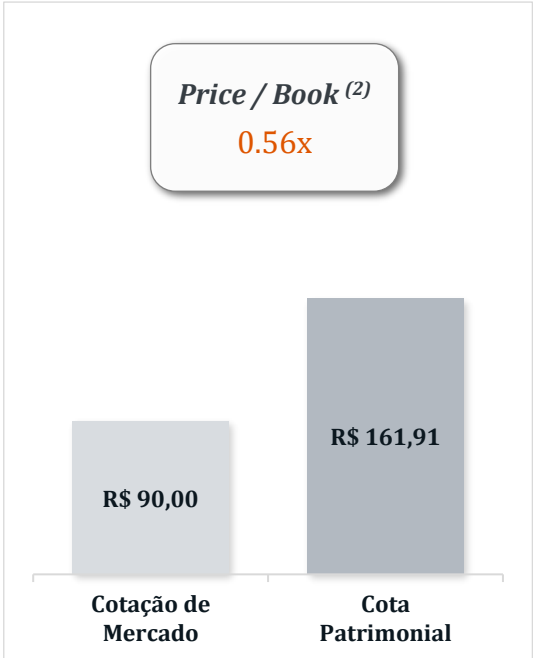 Price / Book (2)
0.56x
R$ 161,91
R$ 90,00
Cotação de
Mercado
Cota
Patrimonial